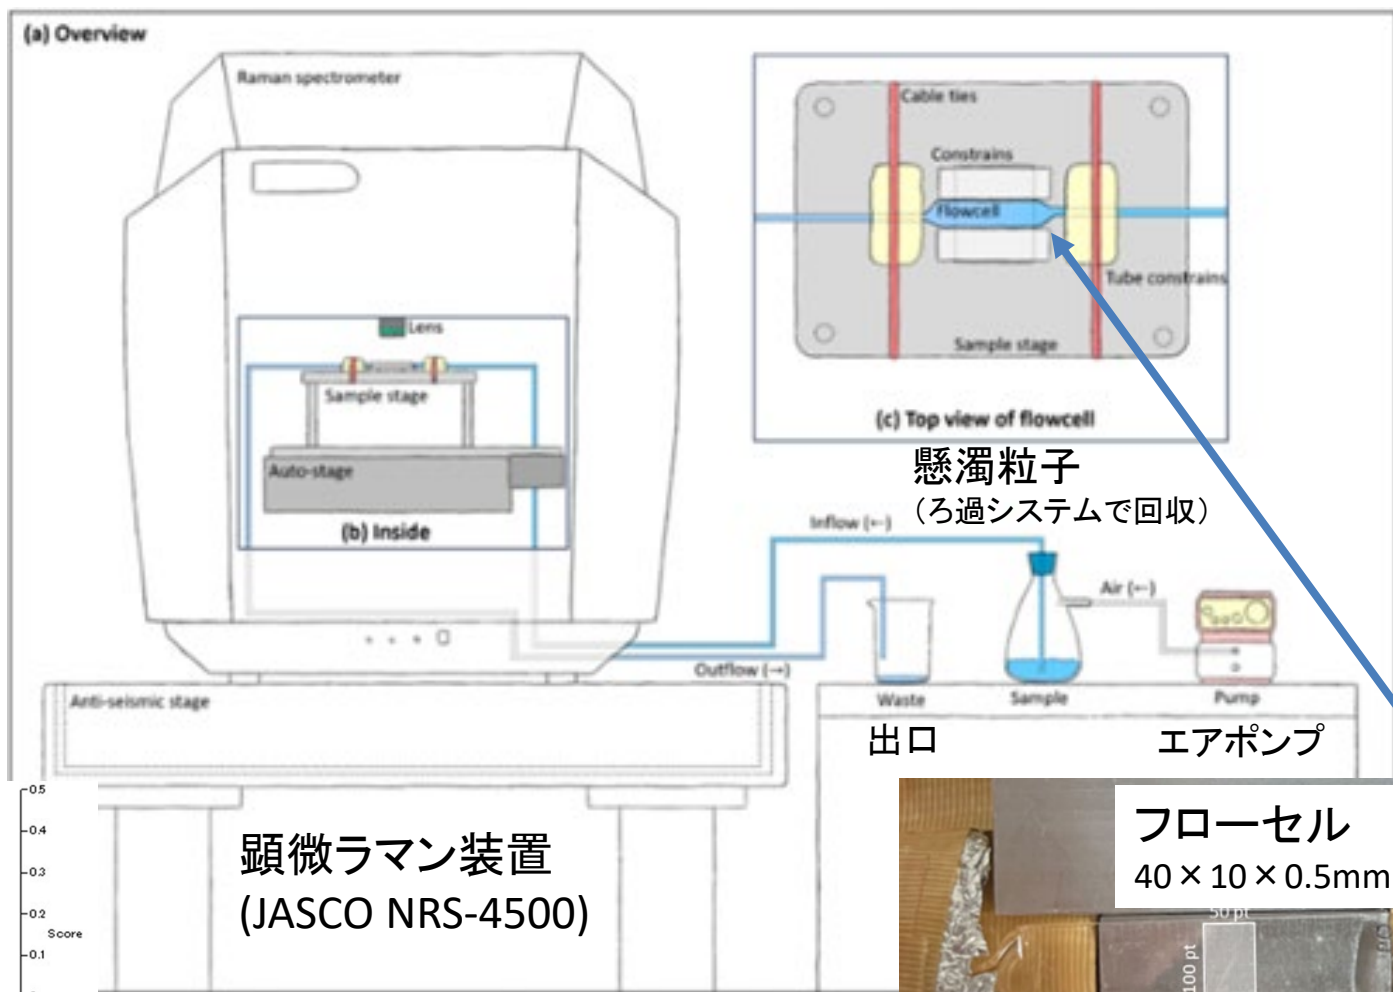 (a) Overview
Raman spectrometer
Cable ties
Constrains
Flowcell
Tube constrains
Sample stage
(c) Top view of flowcell
Lens
Sample stage
Auto-stage
(b) Inside
懸濁粒子
（ろ過システムで回収）
Inflow (←)
Air (←)
Outflow (→)
Anti-seismic stage
Waste
Sample
Pump
出口
エアポンプ
0.5
0.4
0.3
0.2
Score
0.1
顕微ラマン装置
(JASCO NRS-4500)
フローセル
40×10×0.5mm
50 pt
100 pt